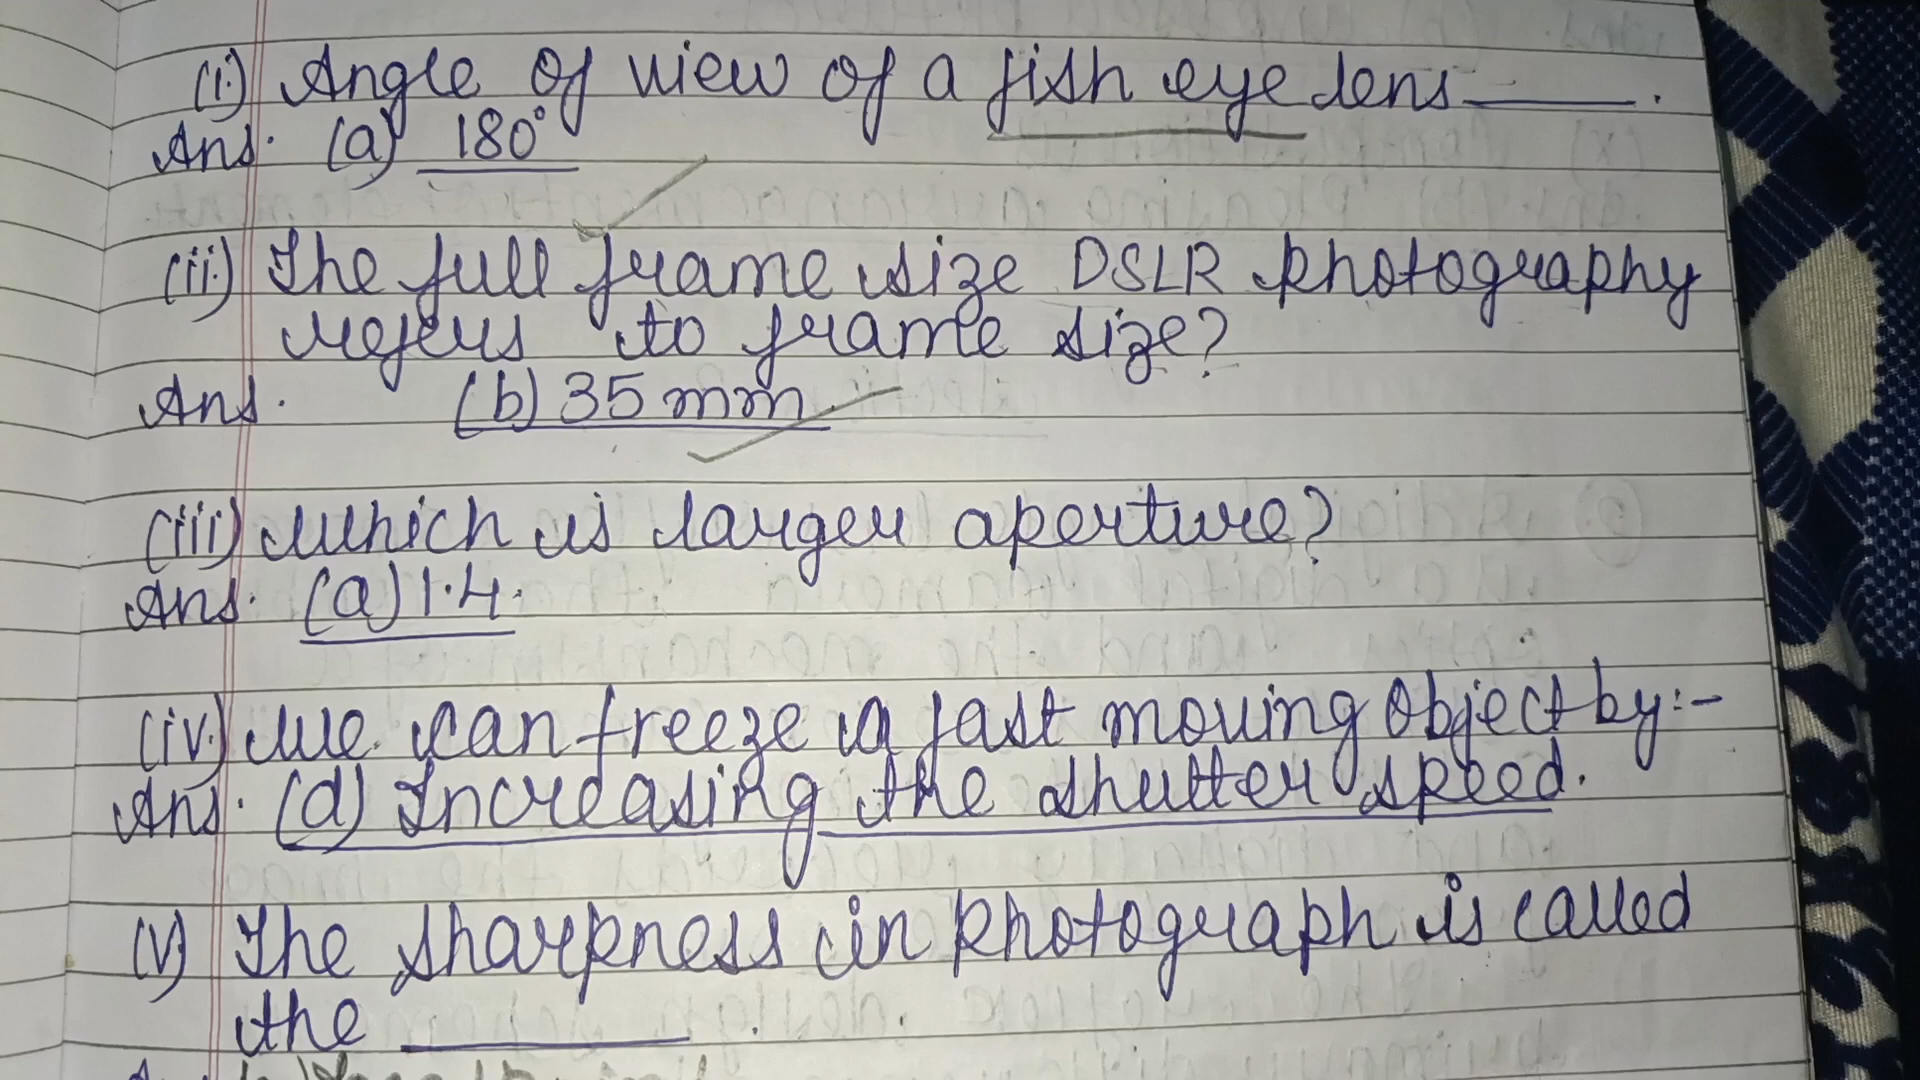 (i.) Angle of view of a fish eye lens ______.
Ans. (a) 180°
(ii.) The full frame size DSLR photography
refers to frame size?
Ans. (b) 35 mm.
(iii) Which is larger aperture?
Ans. (a) 1.4.
(iv.) We can freeze a fast moving object by:-
Ans. (d) Increasing the shutter speed.
(v) The sharpness in photograph is called
the ______.